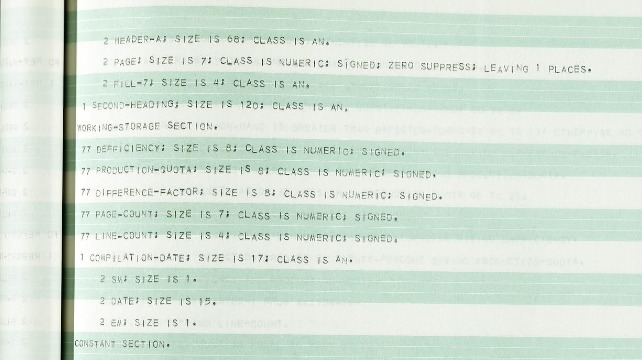 2 HEADER-A; SIZE IS 68; CLASS IS AN.
2 PAGE; SIZE IS 7; CLASS IS NUMERIC; SIGNED; ZERO SUPPRESS; LEAVING 1 PLACES.
2 FILL-7; SIZE IS 4; CLASS IS AN.
1 SECOND-HEADING; SIZE IS 120; CLASS IS AN.
WORKING-STORAGE SECTION.
77 DEFFICIENCY; SIZE IS 8; CLASS IS NUMERIC; SIGNED.
77 PRODUCTION-QUOTA; SIZE IS 8; CLASS IS NUMERIC; SIGNED.
77 DIFFERENCE-FACTOR; SIZE IS 8; CLASS IS NUMERIC; SIGNED.
77 PAGE-COUNT; SIZE IS 7; CLASS IS NUMERIC; SIGNED.
77 LINE-COUNT; SIZE IS 4; CLASS IS NUMERIC; SIGNED.
1 COMPILATION-DATE; SIZE IS 17; CLASS IS AN.
2 SM; SIZE IS 1.
2 DATE; SIZE IS 15.
2 EM; SIZE IS 1.
CONSTANT SECTION.